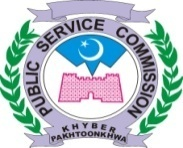 PUBLIC SERVICE COMMISSION
KHYBER
PAKHTOONKHWA